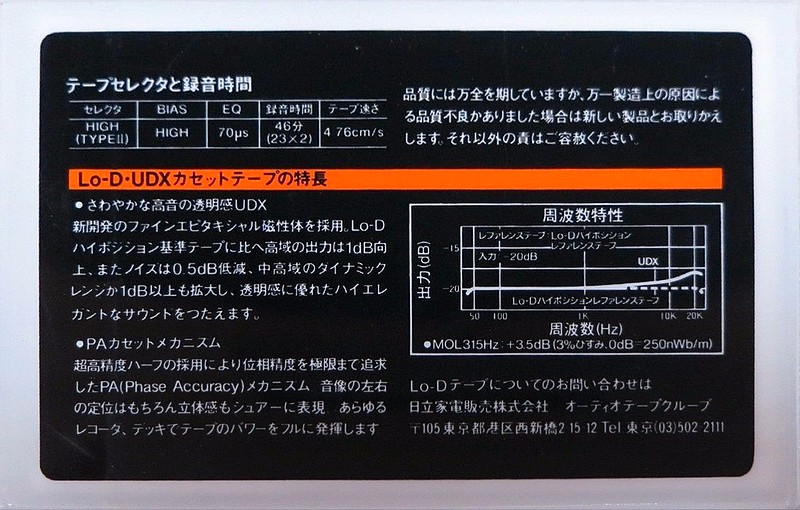 テープセレクタと録音時間
セレクタ BIAS EQ 録音時間 テープ速さ
HIGH (TYPEⅡ) HIGH 70μs 46分 (23×2) 4.76cm/s
品質には万全を期していますが、万一製造上の原因によ
る品質不良がありました場合は新しい製品とお取りかえ
します。それ以外の責はご容赦ください。
Lo-D・UDXカセットテープの特長
●さわやかな高音の透明感UDX
新開発のファインエピタキシャル磁性体を採用。Lo-D
ハイポジション基準テープに比べ高域の出力は1dB向
上、またノイズは0.5dB低減、中高域のダイナミック
レンジが1dB以上も拡大し、透明感に優れたハイエレ
ガントなサウンドをつたえます。
●PAカセットメカニズム
超高精度ハーフの採用により位相精度を極限まで追求
したPA(Phase Accuracy)メカニズム 音像の左右
の定位はもちろん立体感もシュアーに表現 あらゆる
レコーダ、デッキでテープのパワーをフルに発揮します
周波数特性
レファレンステープ:Lo-Dハイポジション
レファレンステープ
入力:-20dB
UDX
Lo-Dハイポジションレファレンステープ
出力(dB)
-15
-20
50 100 1K 10K 20K
周波数(Hz)
●MOL315Hz:+3.5dB(3%ひずみ、0dB=250nWb/m)
Lo-Dテープについてのお問い合わせは
日立家電販売株式会社 オーディオテープグループ
〒105 東京都港区西新橋2-15-12 Tel.東京(03)502-2111